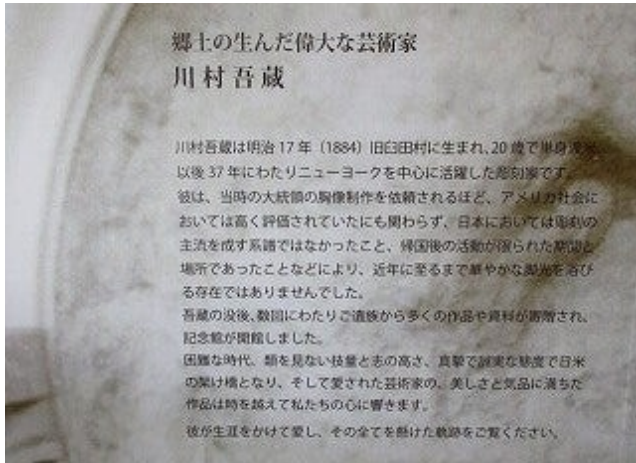 郷土の生んだ偉大な芸術家
川村吾蔵
川村吾蔵は明治17年（1884）旧臼田村に生まれ、20歳で単身渡米
以後37年にわたりニューヨークを中心に活躍した彫刻家です。
彼は、当時の大統領の胸像制作を依頼されるほど、アメリカ社会に
おいては高く評価されていたにも関わらず、日本においては彫刻の
主流を成す系譜ではなかったこと、帰国後の活動が限られた期間と
場所であったことなどにより、近年に至るまで華やかな脚光を浴び
る存在ではありませんでした。
吾蔵の没後、数回にわたりご遺族から多くの作品や資料が寄贈され、
記念館が開館しました。
困難な時代、類を見ない技量と志の高さ、真摯で誠実な態度で日米
の架け橋となり、そして愛された芸術家の、美しさと気品に満ちた
作品は時を越えて私たちの心に響きます。
彼が生涯をかけて愛し、その全てを懸けた軌跡をご覧ください。